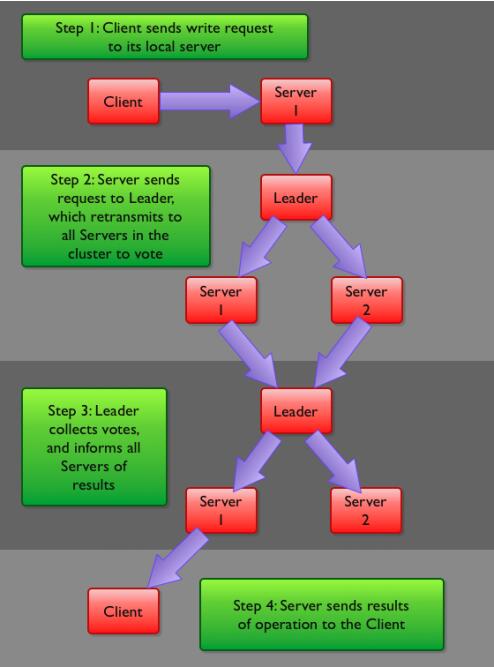 Step 1: Client sends write request
to its local server
Client
Server
1
Step 2: Server sends
request to Leader,
which retransmits to
all Servers in the
cluster to vote
Leader
Server
1
Server
2
Step 3: Leader
collects votes,
and informs all
Servers of
results
Leader
Server
1
Server
2
Client
Step 4: Server sends results
of operation to the Client